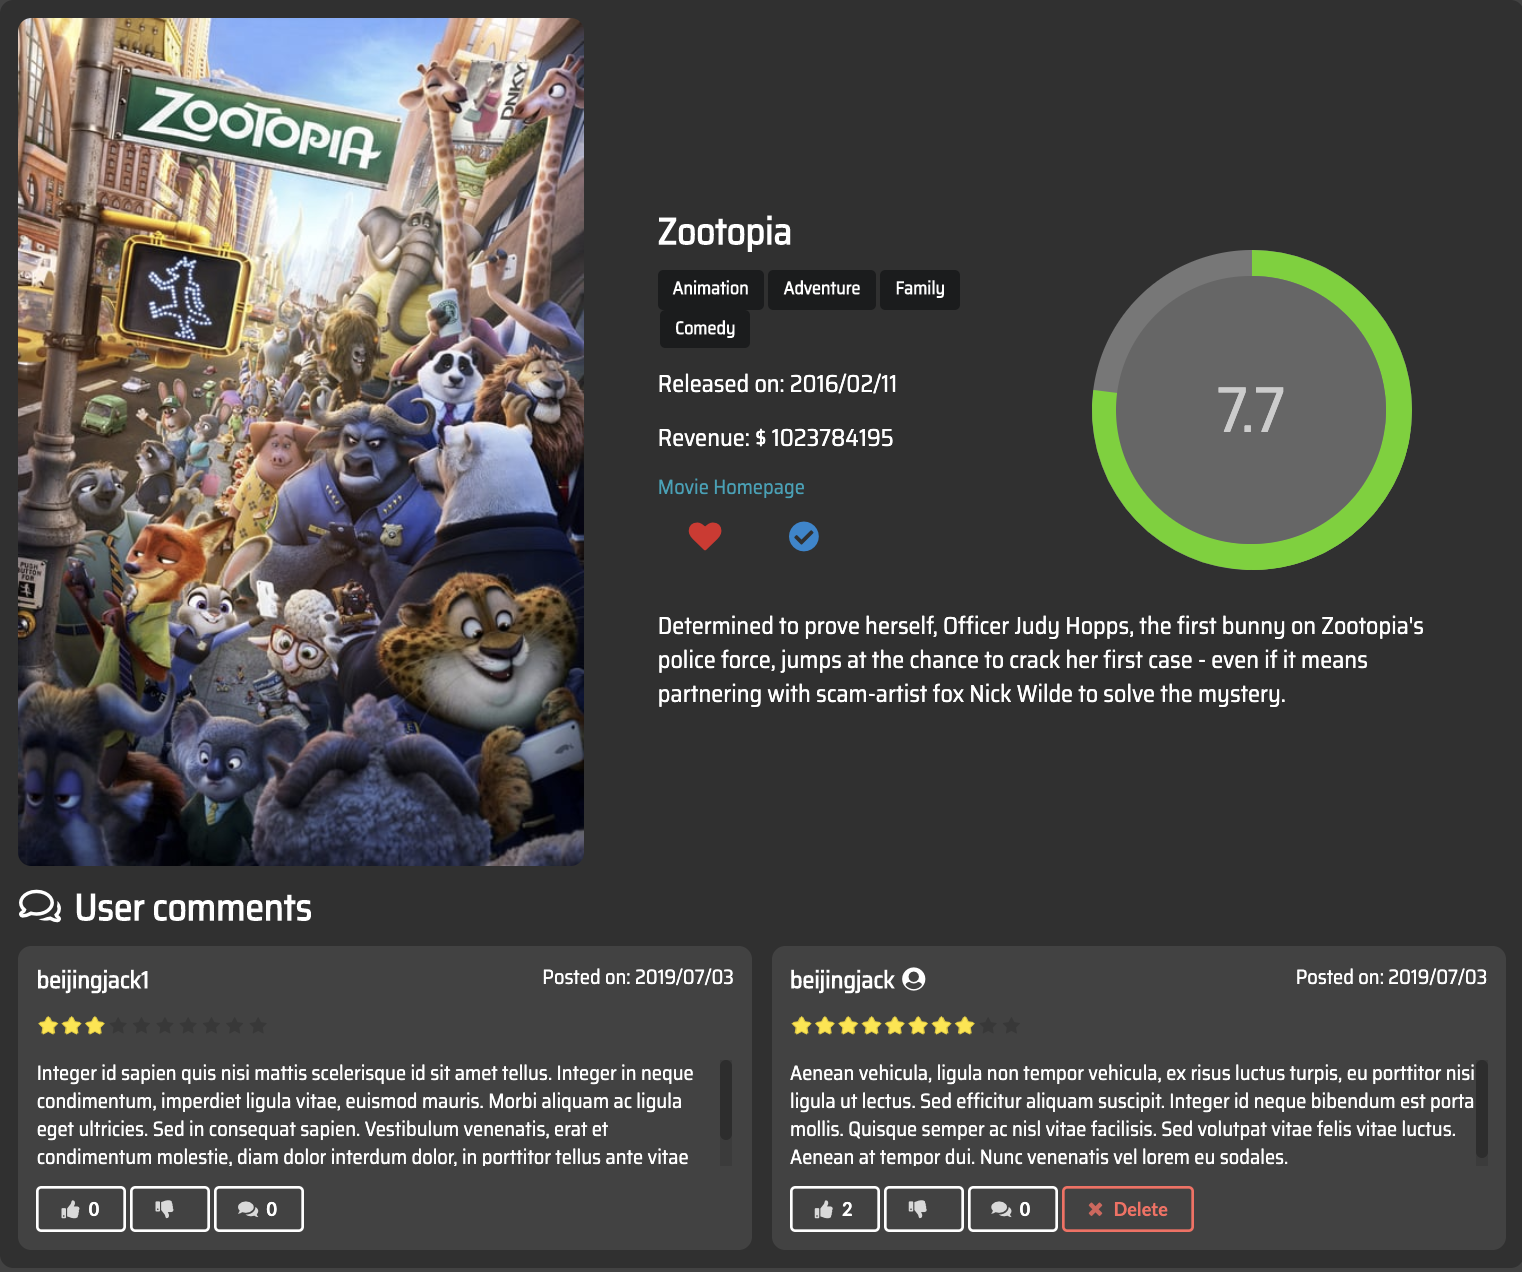 ZOOTOPIA
DNKY
PUSH
BUTTON
FOR
Zootopia
Animation
Adventure
Family
Comedy
Released on: 2016/02/11
Revenue: $ 1023784195
Movie Homepage
7.7
Determined to prove herself, Officer Judy Hopps, the first bunny on Zootopia's
police force, jumps at the chance to crack her first case - even if it means
partnering with scam-artist fox Nick Wilde to solve the mystery.
User comments
beijingjack1
Posted on: 2019/07/03
Integer id sapien quis nisi mattis scelerisque id sit amet tellus. Integer in neque
condimentum, imperdiet ligula vitae, euismod mauris. Morbi aliquam ac ligula
eget ultricies. Sed in consequat sapien. Vestibulum venenatis, erat et
condimentum molestie, diam dolor interdum dolor, in porttitor tellus ante vitae
0
0
beijingjack
Posted on: 2019/07/03
Aenean vehicula, ligula non tempor vehicula, ex risus luctus turpis, eu porttitor nisi
ligula ut lectus. Sed efficitur aliquam suscipit. Integer id neque bibendum est porta
mollis. Quisque semper ac nisl vitae facilisis. Sed volutpat vitae felis vitae luctus.
Aenean at tempor dui. Nunc venenatis vel lorem eu sodales.
2
0
Delete